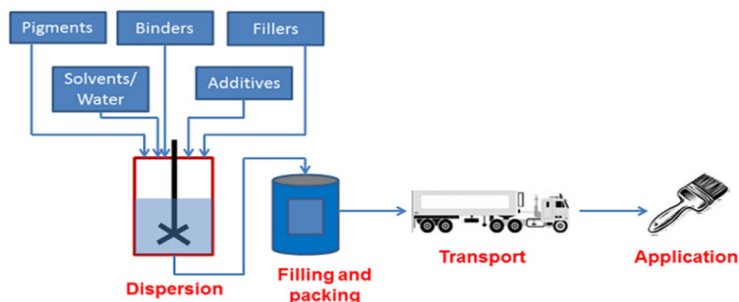 Pigments
Binders
Fillers
Solvents/
Water
Additives
Dispersion
Filling and
packing
Transport
Application